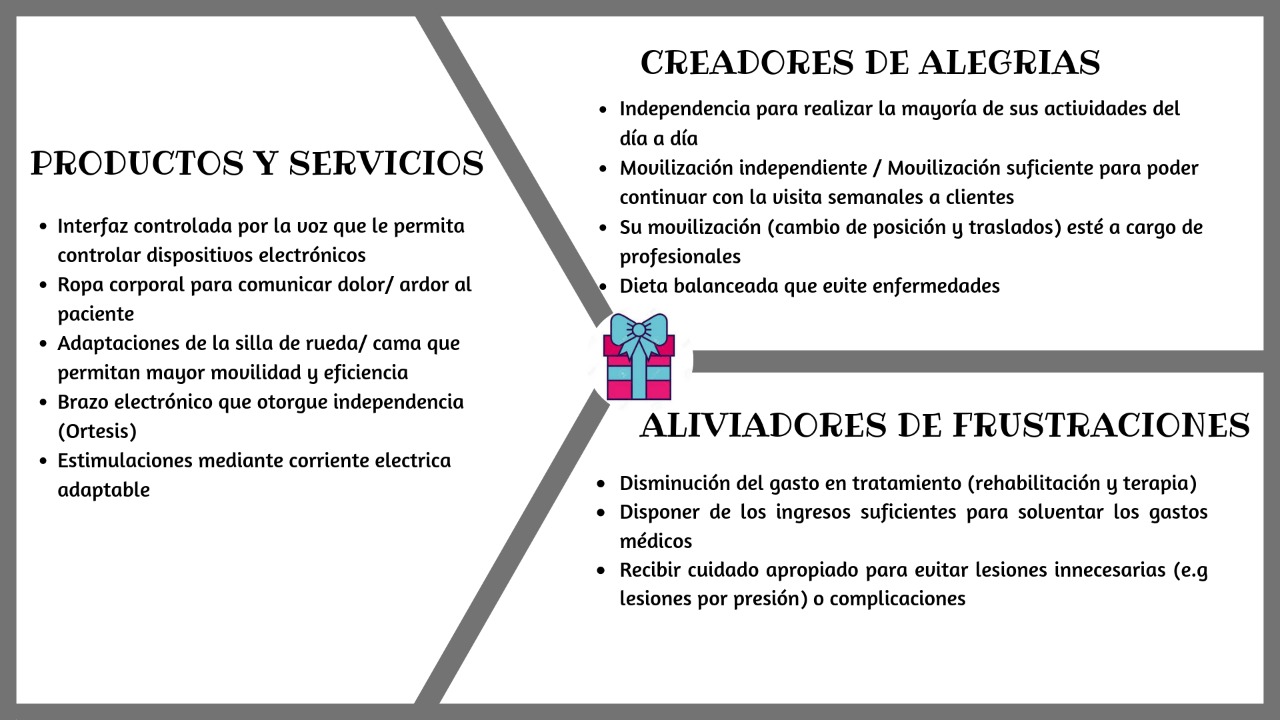 PRODUCTOS Y SERVICIOS
• Interfaz controlada por la voz que le permita
controlar dispositivos electrónicos
• Ropa corporal para comunicar dolor/ ardor al
paciente
• Adaptaciones de la silla de rueda/ cama que
permitan mayor movilidad y eficiencia
• Brazo electrónico que otorgue independencia
(Ortesis)
• Estimulaciones mediante corriente electrica
adaptable
CREADORES DE ALEGRIAS
• Independencia para realizar la mayoría de sus actividades del
día a día
• Movilización independiente / Movilización suficiente para poder
continuar con la visita semanales a clientes
• Su movilización (cambio de posición y traslados) esté a cargo de
profesionales
• Dieta balanceada que evite enfermedades
ALIVIADORES DE FRUSTRACIONES
• Disminución del gasto en tratamiento (rehabilitación y terapia)
• Disponer de los ingresos suficientes para solventar los gastos
médicos
• Recibir cuidado apropiado para evitar lesiones innecesarias (e.g
lesiones por presión) o complicaciones